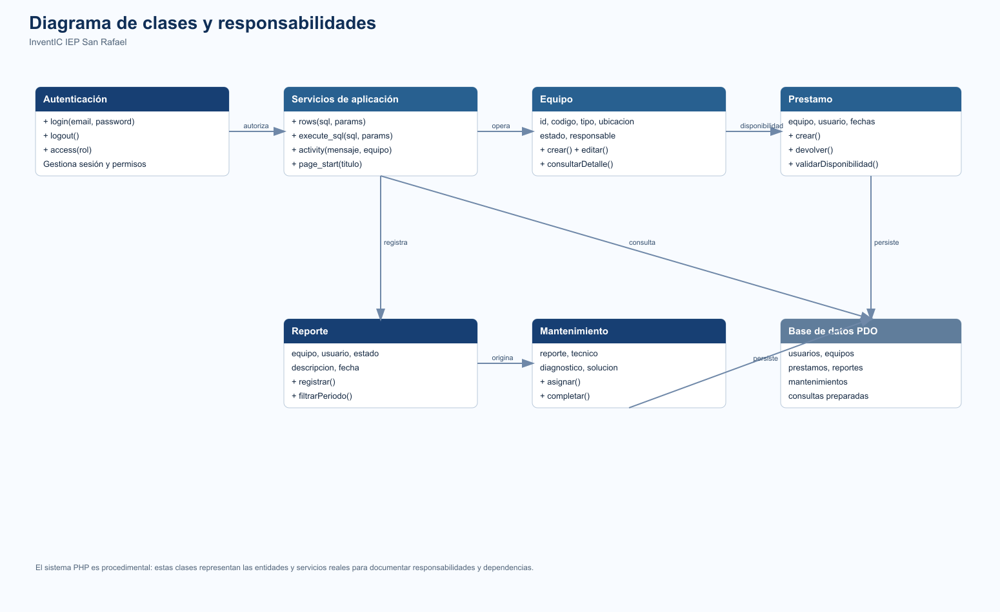 Diagrama de clases y responsabilidades
InventIC IEP San Rafael
Autenticación
+ login(email, password)
+ logout()
+ access(rol)
Gestiona sesión y permisos
autoriza
Servicios de aplicación
+ rows(sql, params)
+ execute_sql(sql, params)
+ activity(mensaje, equipo)
+ page_start(titulo)
opera
Equipo
id, codigo, tipo, ubicacion
estado, responsable
+ crear() + editar()
+ consultarDetalle()
disponibilidad
Prestamo
equipo, usuario, fechas
+ crear()
+ devolver()
+ validarDisponibilidad()
registra
consulta
persiste
Reporte
equipo, usuario, estado
descripcion, fecha
+ registrar()
+ filtrarPeriodo()
origina
Mantenimiento
reporte, tecnico
diagnostico, solucion
+ asignar()
+ completar()
persiste
Base de datos PDO
usuarios, equipos
prestamos, reportes
mantenimientos
consultas preparadas
El sistema PHP es procedimental: estas clases representan las entidades y servicios reales para documentar responsabilidades y dependencias.